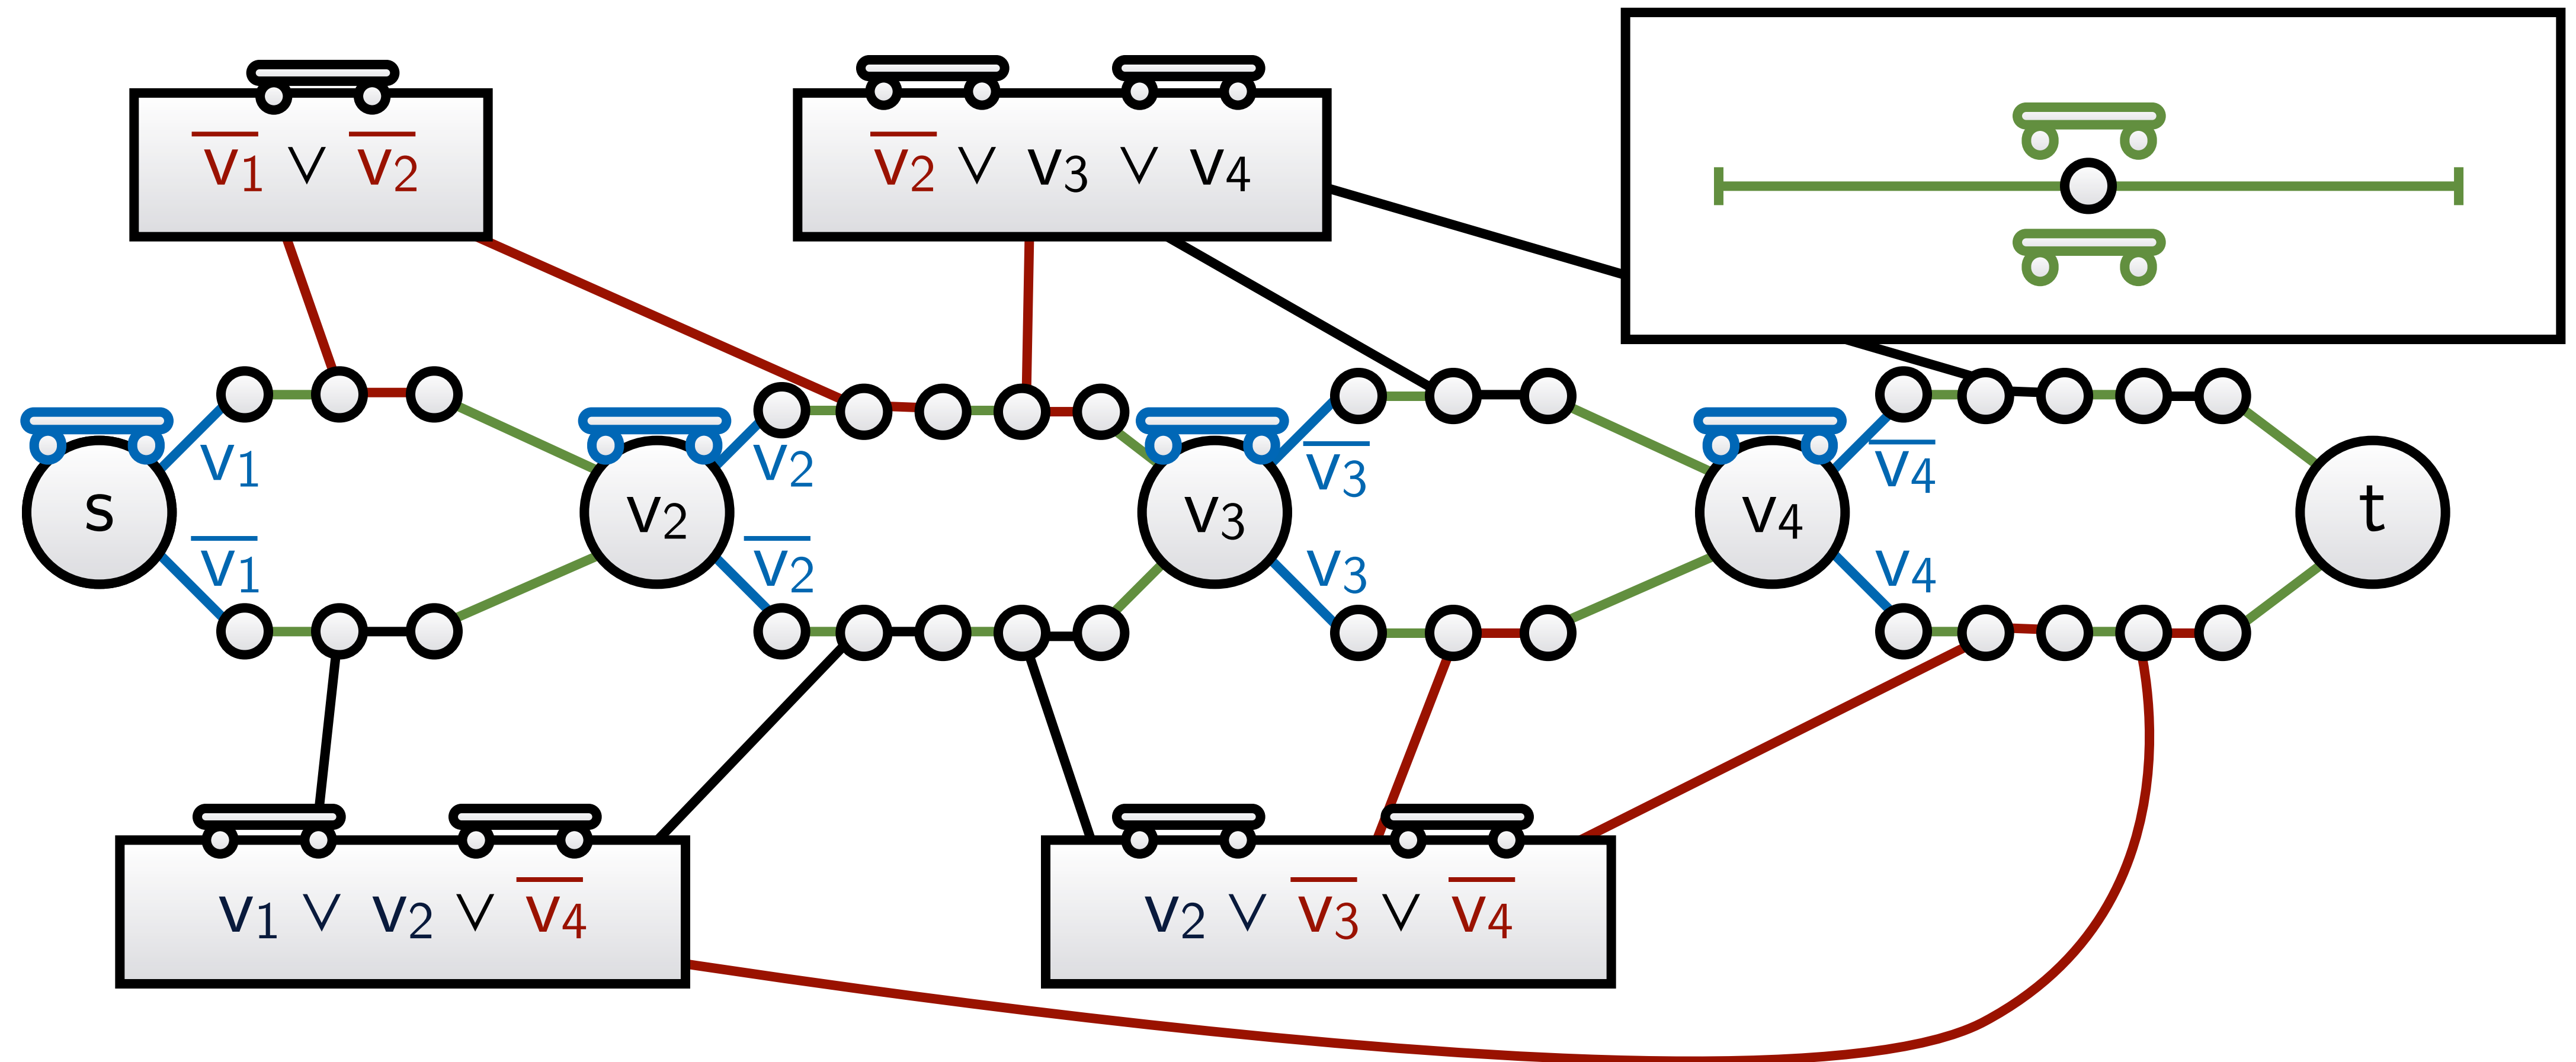 v̅₁ ∨ v̅₂
v̅₂ ∨ v₃ ∨ v₄
s
v₁
v̅₁
v₂
v₂
v̅₂
v₃
v̅₃
v₃
v₄
v̅₄
v₄
t
v₁ ∨ v₂ ∨ v̅₄
v₂ ∨ v̅₃ ∨ v̅₄